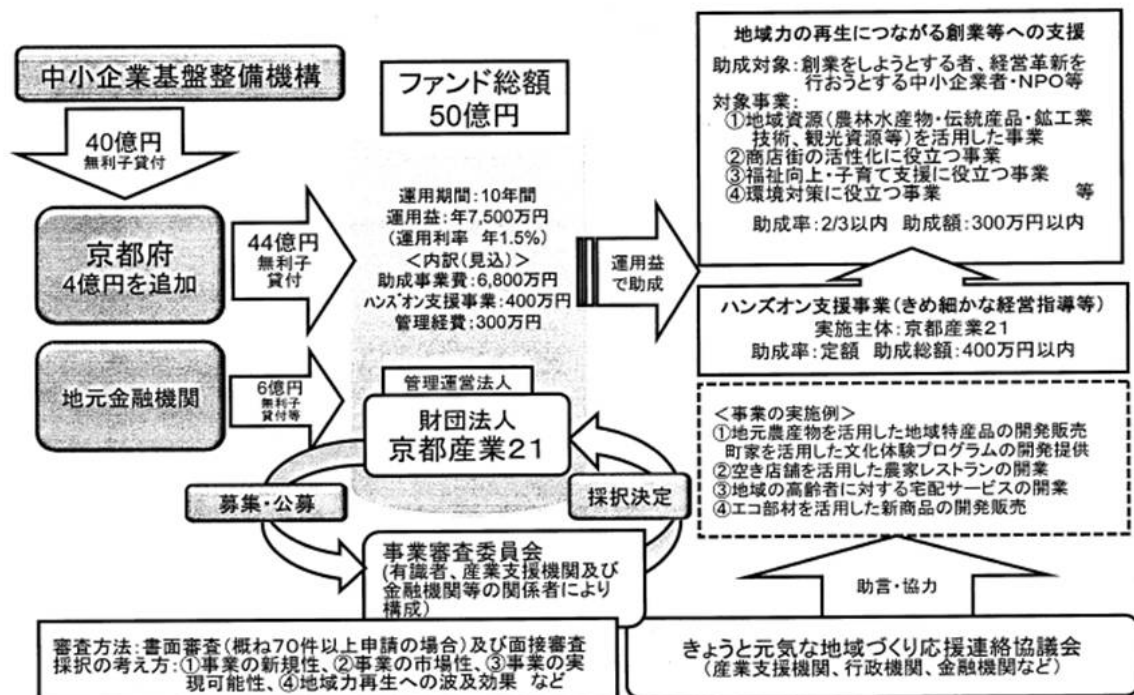 中小企業基盤整備機構
40億円
無利子貸付
京都府
4億円を追加
44億円
無利子
貸付
地元金融機関
6億円
無利子
貸付等
ファンド総額
50億円
運用期間:10年間
運用益:年7,500万円
(運用利率 年1.5%)
<内訳(見込)>
助成事業費:6,800万円
ハンズオン支援事業:400万円
管理経費:300万円
管理運営法人
財団法人
京都産業21
募集・公募
採択決定
事業審査委員会
(有識者、産業支援機関及び
金融機関等の関係者により
構成)
審査方法:書面審査(概ね70件以上申請の場合)及び面接審査
採択の考え方:①事業の新規性、②事業の市場性、③事業の実
現可能性、④地域力再生への波及効果 など
運用益
で助成
地域力の再生につながる創業等への支援
助成対象:創業をしようとする者、経営革新を
行おうとする中小企業者・NPO等
対象事業:
①地域資源(農林水産物・伝統産品・鉱工業
技術、観光資源等)を活用した事業
②商店街の活性化に役立つ事業
③福祉向上・子育て支援に役立つ事業
④環境対策に役立つ事業 等
助成率:2/3以内 助成額:300万円以内
ハンズオン支援事業(きめ細かな経営指導等)
実施主体:京都産業21
助成率:定額 助成総額:400万円以内
<事業の実施例>
①地元農産物を活用した地域特産品の開発販売
町家を活用した文化体験プログラムの開発提供
②空き店舗を活用した農家レストランの開業
③地域の高齢者に対する宅配サービスの開業
④エコ部材を活用した新商品の開発販売
助言・協力
きょうと元気な地域づくり応援連絡協議会
(産業支援機関、行政機関、金融機関など)